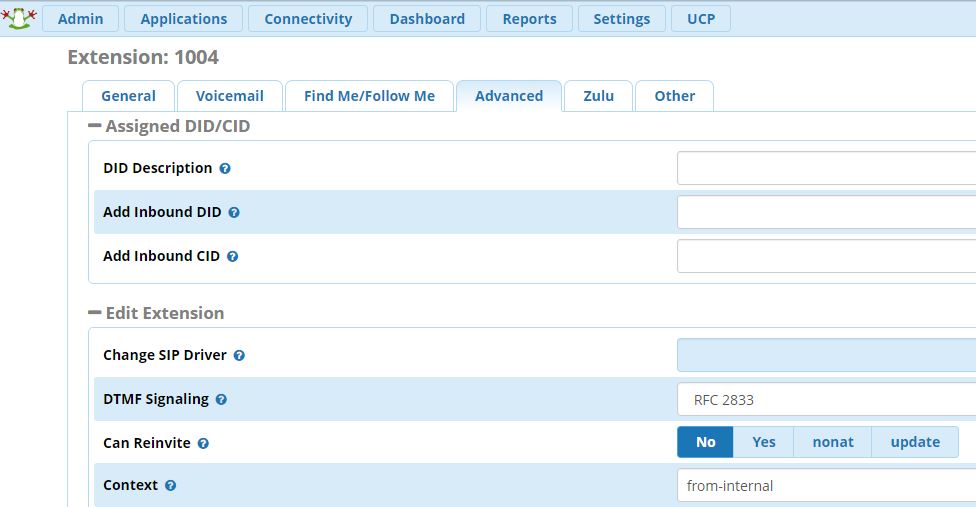 Admin Applications Connectivity Dashboard Reports Settings UCP
Extension: 1004
General Voicemail Find Me/Follow Me Advanced Zulu Other
Assigned DID/CID
DID Description
Add Inbound DID
Add Inbound CID
Edit Extension
Change SIP Driver
DTMF Signaling RFC 2833
Can Reinvite No Yes nonat update
Context from-internal